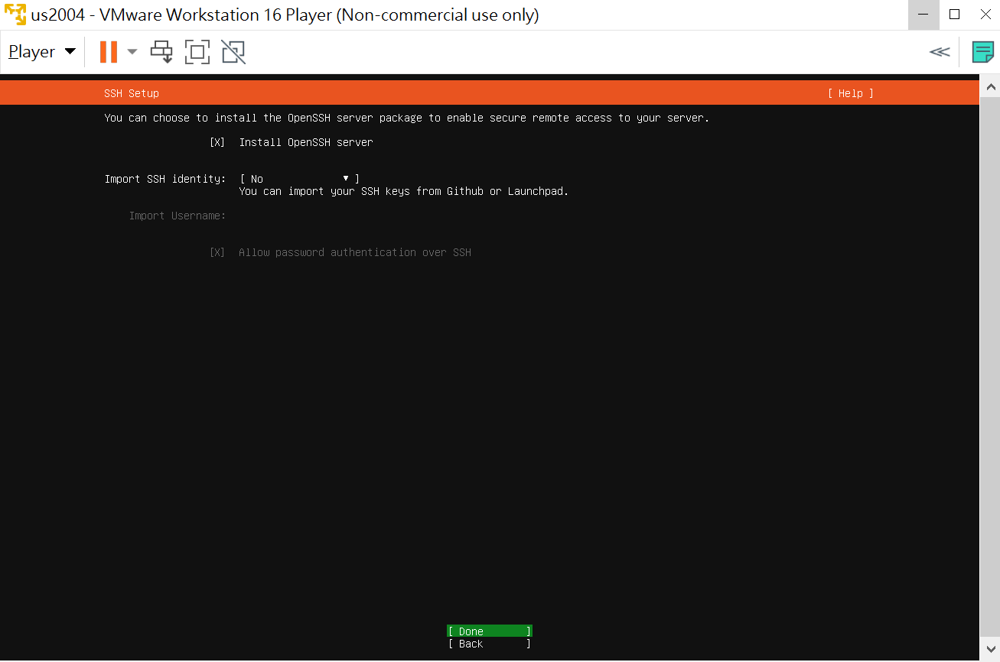 us2004 - VMware Workstation 16 Player (Non-commercial use only)
Player
SSH Setup [ Help ]
You can choose to install the OpenSSH server package to enable secure remote access to your server.
[X] Install OpenSSH server
Import SSH identity: [ No ▾ ]
You can import your SSH keys from Github or Launchpad.
Import Username:
[X] Allow password authentication over SSH
[ Done ]
[ Back ]